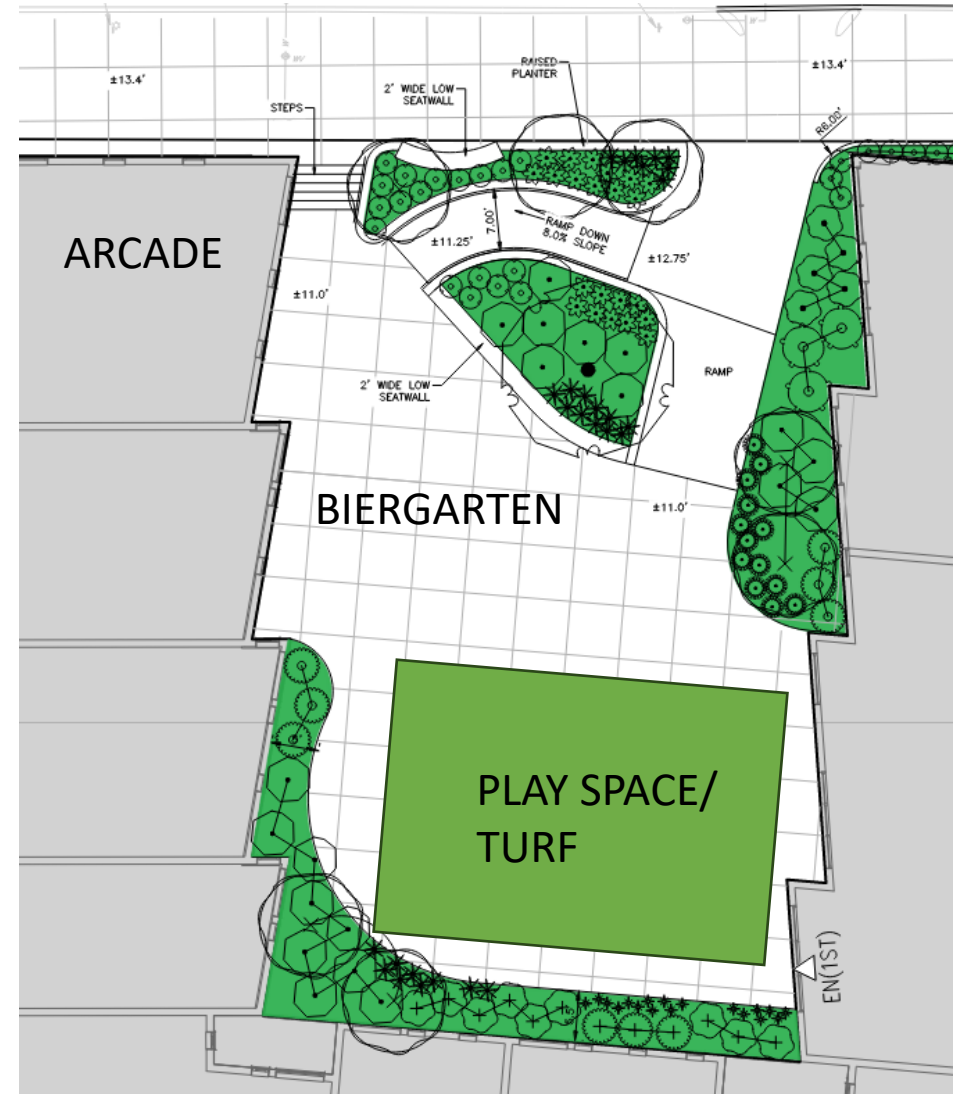 ±13.4'
RAISED
PLANTER
±13.4'
2' WIDE LOW
SEATWALL
STEPS
R6.00'
ARCADE
7.00'
RAMP DOWN
8.0% SLOPE
±11.25'
±12.75'
±11.0'
RAMP
2' WIDE LOW
SEATWALL
BIERGARTEN
±11.0'
PLAY SPACE/
TURF
EN(1ST)